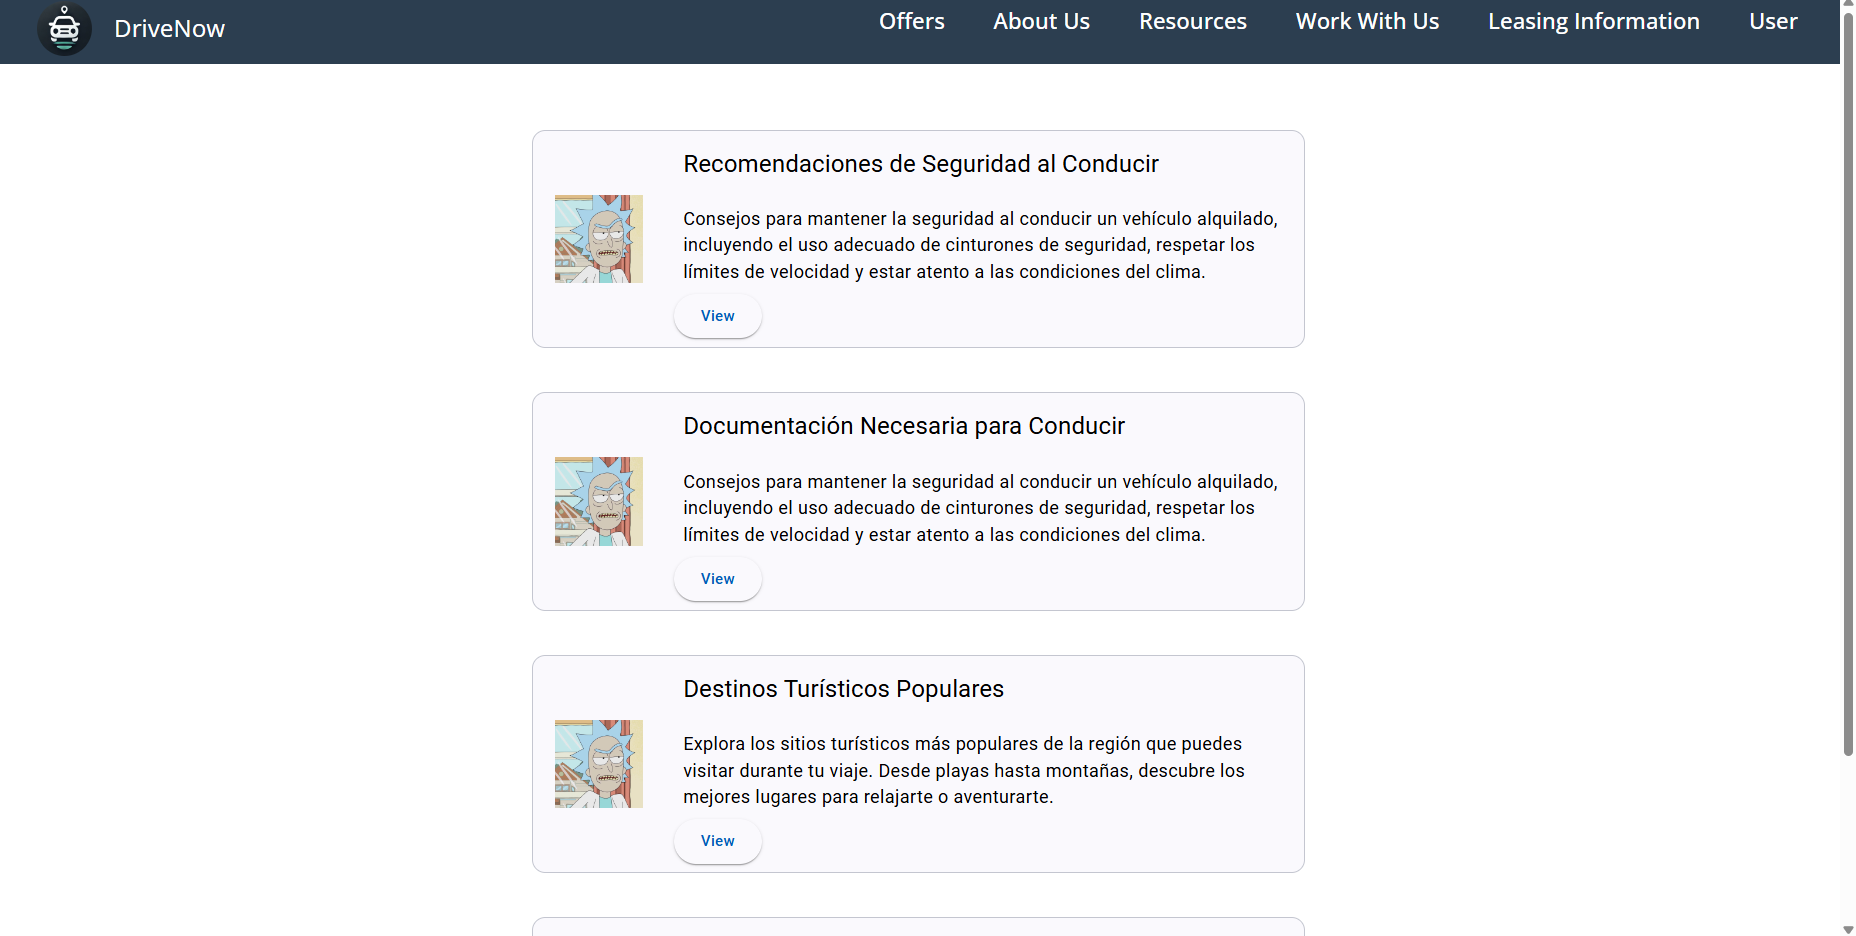 DriveNow
Offers
About Us
Resources
Work With Us
Leasing Information
User
Recomendaciones de Seguridad al Conducir
Consejos para mantener la seguridad al conducir un vehículo alquilado,
incluyendo el uso adecuado de cinturones de seguridad, respetar los
límites de velocidad y estar atento a las condiciones del clima.
View
Documentación Necesaria para Conducir
Consejos para mantener la seguridad al conducir un vehículo alquilado,
incluyendo el uso adecuado de cinturones de seguridad, respetar los
límites de velocidad y estar atento a las condiciones del clima.
View
Destinos Turísticos Populares
Explora los sitios turísticos más populares de la región que puedes
visitar durante tu viaje. Desde playas hasta montañas, descubre los
mejores lugares para relajarte o aventurarte.
View